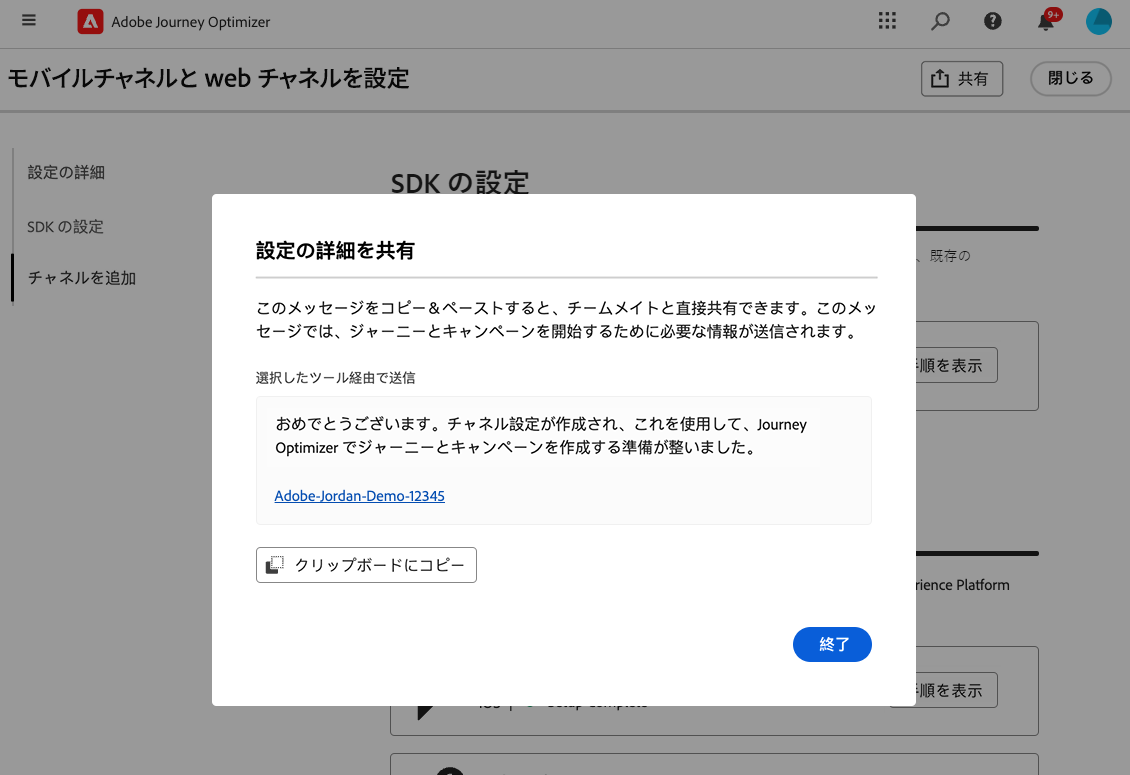 Adobe Journey Optimizer
9+
モバイルチャネルと web チャネルを設定
共有
閉じる
設定の詳細
SDK の設定
チャネルを追加
SDK の設定
、既存の
手順を表示
設定の詳細を共有
このメッセージをコピー＆ペーストすると、チームメイトと直接共有できます。このメッ
セージでは、ジャーニーとキャンペーンを開始するために必要な情報が送信されます。
選択したツール経由で送信
おめでとうございます。チャネル設定が作成され、これを使用して、Journey
Optimizer でジャーニーとキャンペーンを作成する準備が整いました。
Adobe-Jordan-Demo-12345
クリップボードにコピー
終了
rience Platform
手順を表示